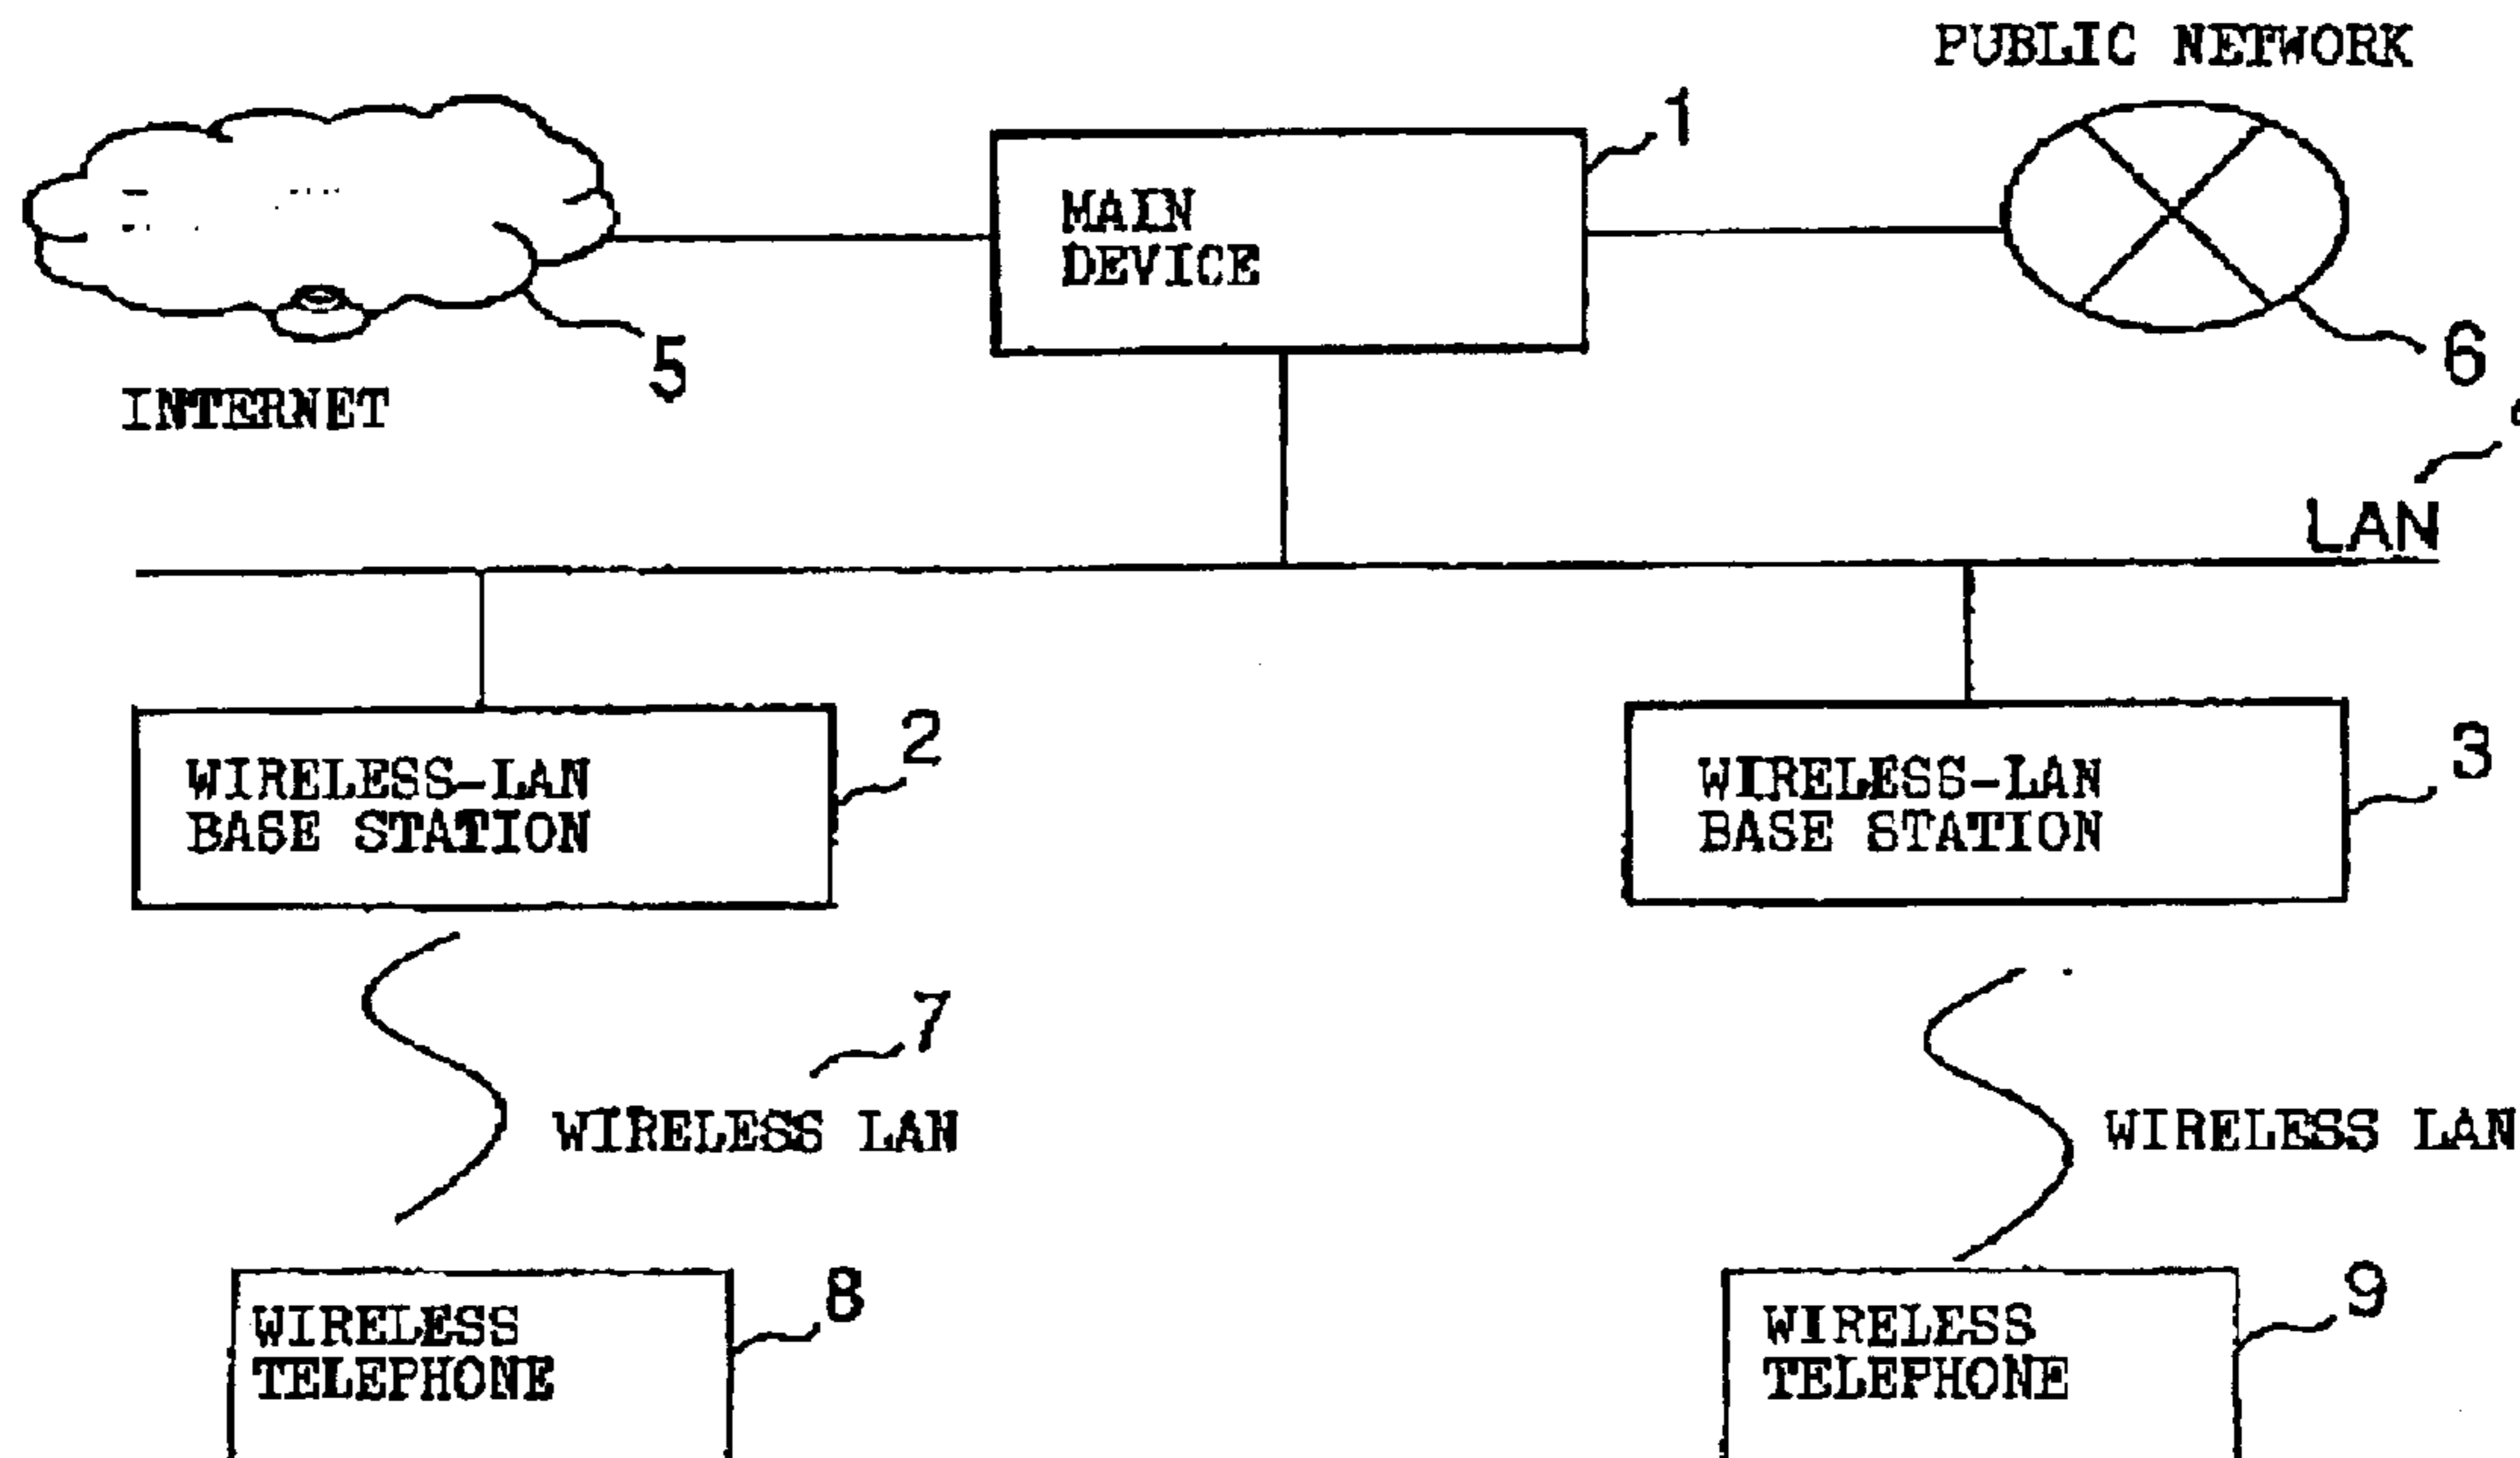 PUBLIC NETWORK
1
MAIN
DEVICE
5
6
INTERNET
LAN
2
3
WIRELESS-LAN
BASE STATION
WIRELESS-LAN
BASE STATION
7
WIRELESS LAN
WIRELESS LAN
8
9
WIRELESS
TELEPHONE
WIRELESS
TELEPHONE